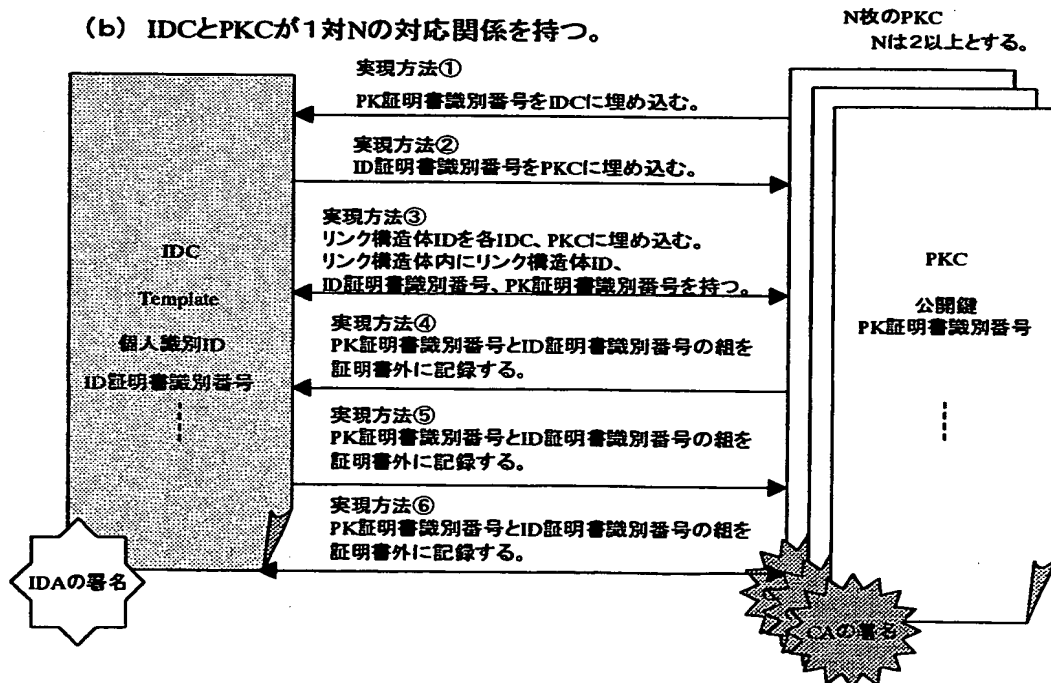 (b) IDCとPKCが1対Nの対応関係を持つ。
N枚のPKC
Nは2以上とする。
実現方法①
PK証明書識別番号をIDCに埋め込む。
実現方法②
ID証明書識別番号をPKCに埋め込む。
実現方法③
リンク構造体IDを各IDC、PKCに埋め込む。
リンク構造体内にリンク構造体ID、
ID証明書識別番号、PK証明書識別番号を持つ。
実現方法④
PK証明書識別番号とID証明書識別番号の組を
証明書外に記録する。
実現方法⑤
PK証明書識別番号とID証明書識別番号の組を
証明書外に記録する。
実現方法⑥
PK証明書識別番号とID証明書識別番号の組を
証明書外に記録する。
IDC
Template
個人識別ID
ID証明書識別番号
IDAの署名
PKC
公開鍵
PK証明書識別番号
CAの署名